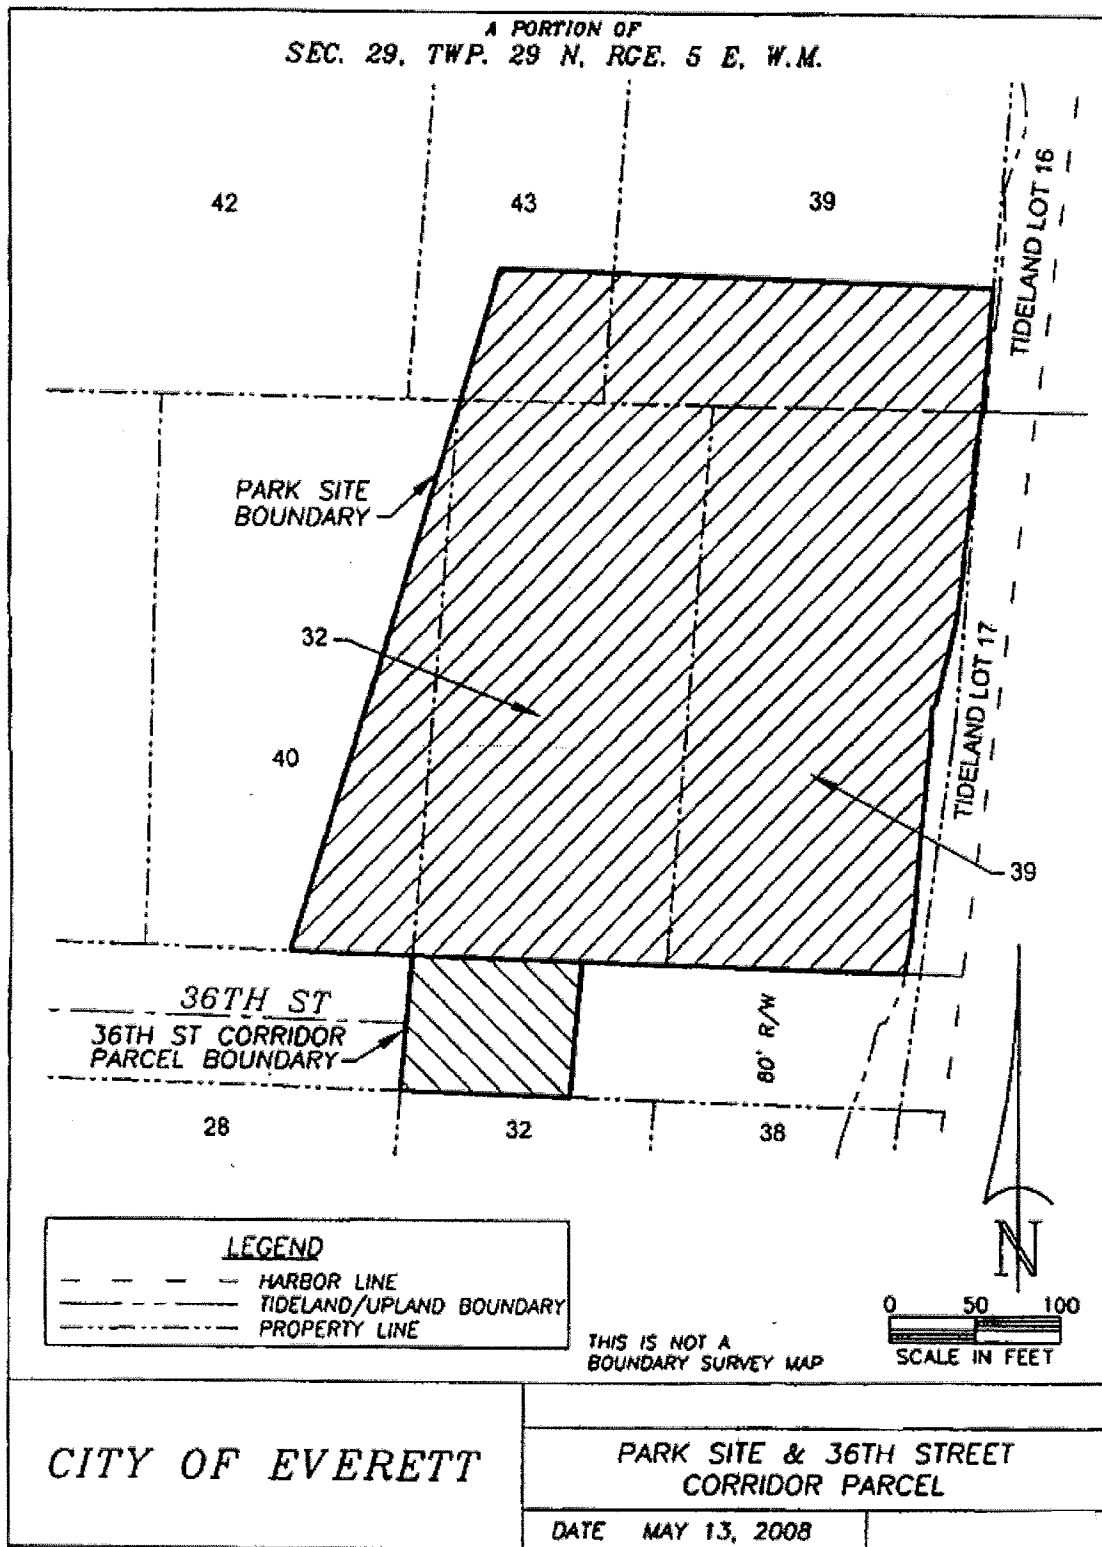 A PORTION OF
SEC. 29, TWP. 29 N, RGE. 5 E, W.M.
42
43
39
TIDELAND LOT 16
PARK SITE
BOUNDARY
32
TIDELAND LOT 17
40
39
36TH ST
36TH ST CORRIDOR
PARCEL BOUNDARY
80' R/W
28
32
38
LEGEND
HARBOR LINE
TIDELAND/UPLAND BOUNDARY
PROPERTY LINE
N
0 50 100
SCALE IN FEET
THIS IS NOT A
BOUNDARY SURVEY MAP
CITY OF EVERETT
PARK SITE & 36TH STREET
CORRIDOR PARCEL
DATE MAY 13, 2008